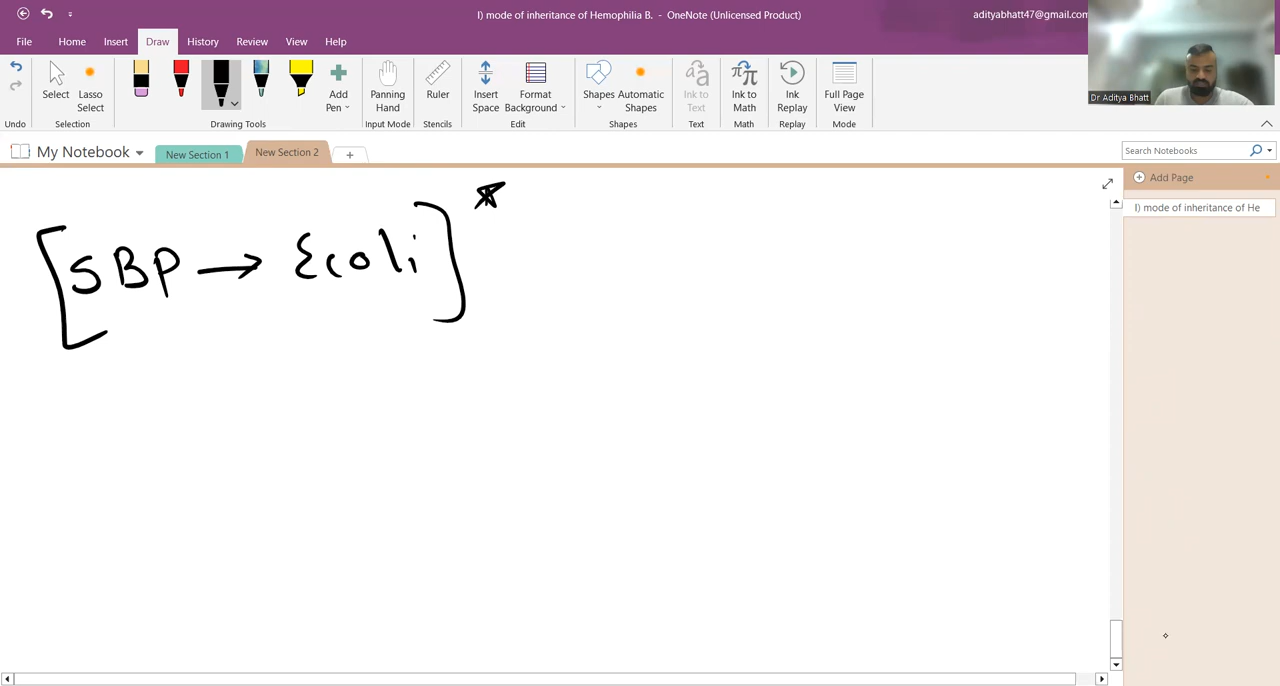 I) mode of inheritance of Hemophilia B. - OneNote (Unlicensed Product)
adityabhatt47@gmail.com
File Home Insert Draw History Review View Help
Undo
Select
Lasso Select
Add Pen
Panning Hand
Ruler
Insert Space
Format Background
Shapes
Automatic Shapes
Ink to Text
Ink to Math
Ink Replay
Full Page View
Undo Selection Drawing Tools Input Mode Stencils Edit Shapes Text Math Replay Mode
Dr Aditya Bhatt
My Notebook New Section 1 New Section 2
Search Notebooks
Add Page
I) mode of inheritance of He
[SBP → Ecoli]*